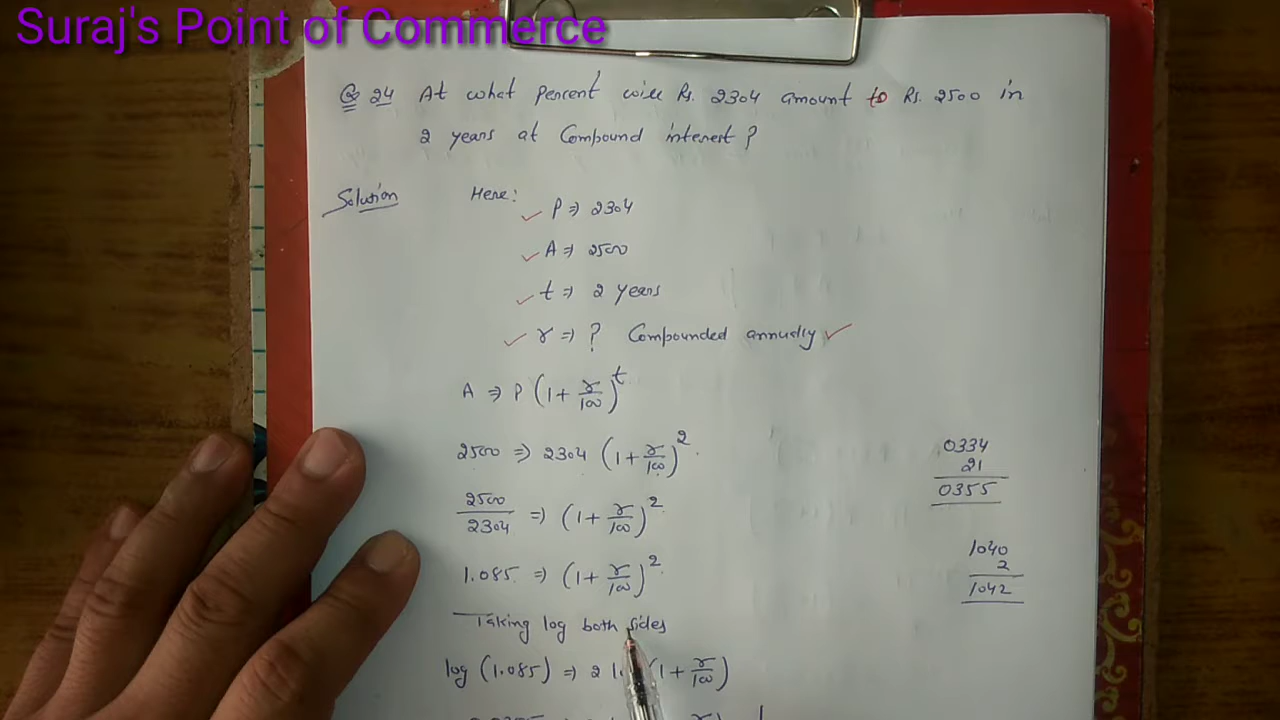 Suraj's Point of Commerce
Q 24 At what percent will Rs. 2304 amount to Rs. 2500 in
2 years at Compound interest?
Solution Here:
P ⇒ 2304
A ⇒ 2500
t ⇒ 2 years
r ⇒ ? Compounded annually
A ⇒ P (1 + r/100)^t
2500 ⇒ 2304 (1 + r/100)^2
2500/2304 ⇒ (1 + r/100)^2
1.085 ⇒ (1 + r/100)^2
Taking log both sides
log (1.085) ⇒ 2 (1 + r/100)
0334
21
0355
1040
2
1042